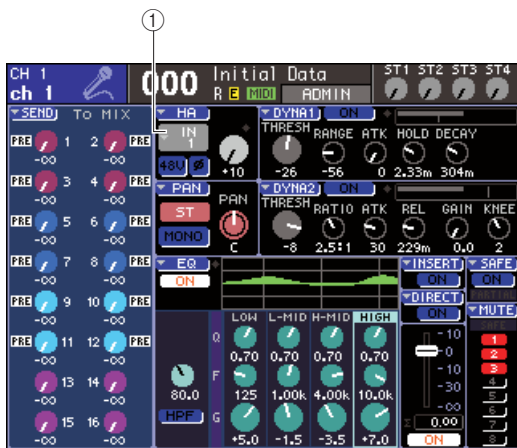 ①
CH 1
ch 1
000
Initial Data
R E MIDI ADMIN
ST1 ST2 ST3 ST4
SEND TO MIX
PRE 1 2 PRE
-∞ -∞
PRE 3 4 PRE
-∞ -∞
PRE 5 6 PRE
-∞ -∞
PRE 7 8 PRE
-∞ -∞
PRE 9 10 PRE
-∞ -∞
PRE 11 12 PRE
-∞ -∞
13 14
-∞ -∞
15 16
-∞ -∞
HA
IN
1
48V Ø
+10
PAN
ST
MONO
PAN
C
DYNA1 ON
THRESH RANGE ATK HOLD DECAY
-26 -56 0 2.33m 304m
DYNA2 ON
THRESH RATIO ATK REL GAIN KNEE
-8 2.5:1 30 229m 0.0 2
EQ
ON
LOW L-MID H-MID HIGH
Q 0.70 0.70 0.70 0.70
F 125 1.00k 4.00k 10.0k
G +5.0 -1.5 -3.5 +7.0
80.0
HPF
INSERT
ON
DIRECT
ON
10
0
10
30
-∞
0.00
ON
SAFE
ON
PARTIAL
MUTE
SAFE
1
2
3
4
5
6
7
8